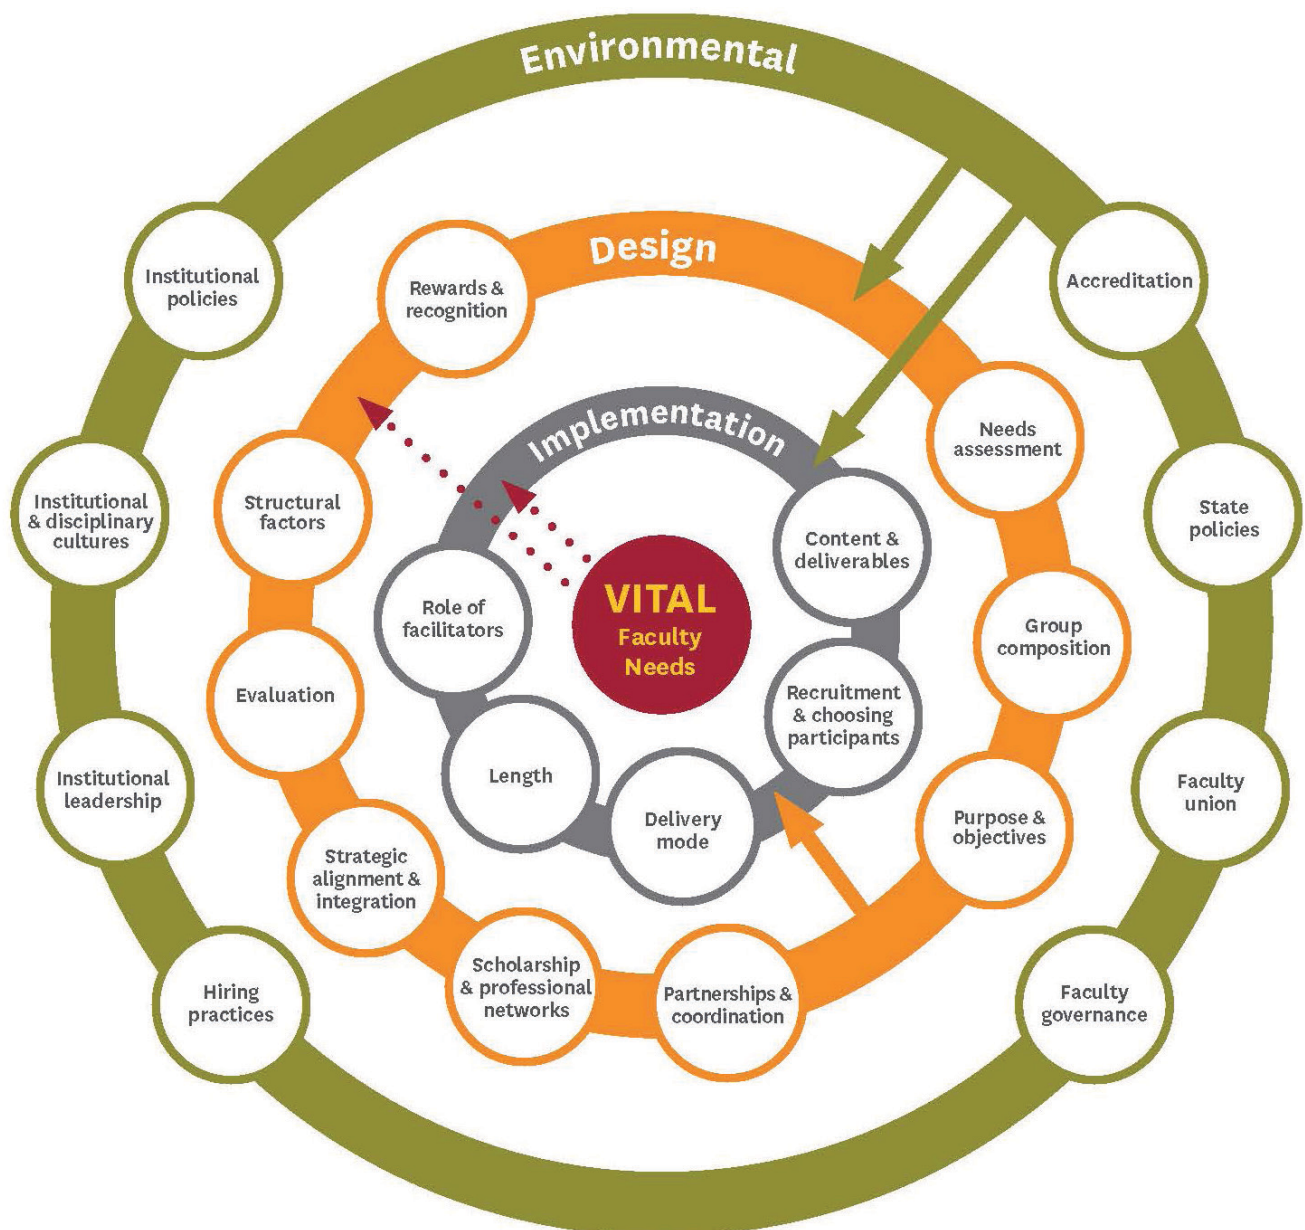 Environmental
Institutional
policies
Accreditation
Institutional
& disciplinary
cultures
State
policies
Institutional
leadership
Faculty
union
Hiring
practices
Faculty
governance
Design
Rewards &
recognition
Needs
assessment
Structural
factors
Group
composition
Evaluation
Purpose &
objectives
Strategic
alignment &
integration
Scholarship
& professional
networks
Partnerships &
coordination
Implementation
Content &
deliverables
Role of
facilitators
Recruitment
& choosing
participants
Length
Delivery
mode
VITAL
Faculty
Needs